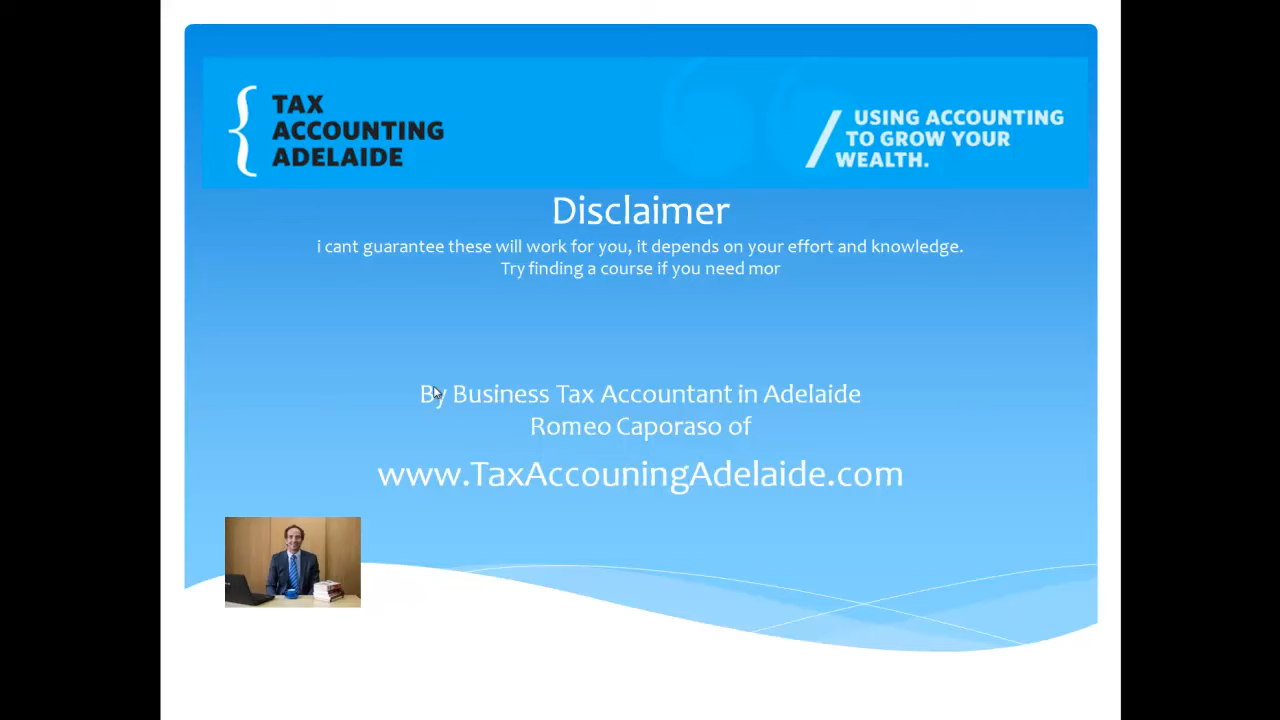 TAX
ACCOUNTING
ADELAIDE
USING ACCOUNTING
TO GROW YOUR
WEALTH.
Disclaimer
i cant guarantee these will work for you, it depends on your effort and knowledge.
Try finding a course if you need mor
By Business Tax Accountant in Adelaide
Romeo Caporaso of
www.TaxAccouningAdelaide.com